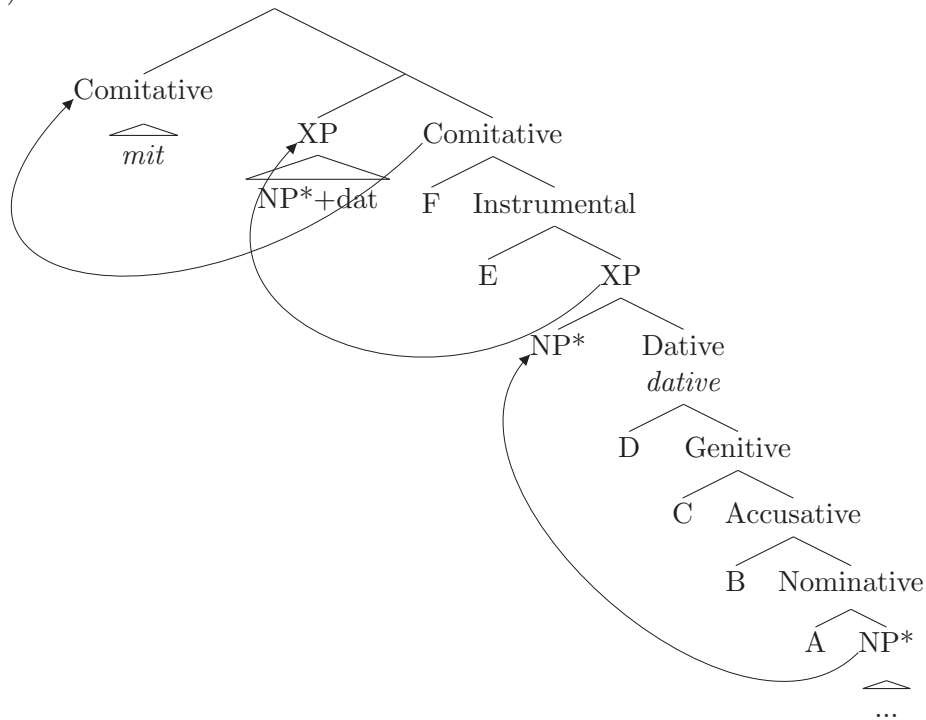 )
Comitative
XP Comitative
mit
NP*+dat F Instrumental
E XP
NP* Dative
dative
D Genitive
C Accusative
B Nominative
A NP*
...